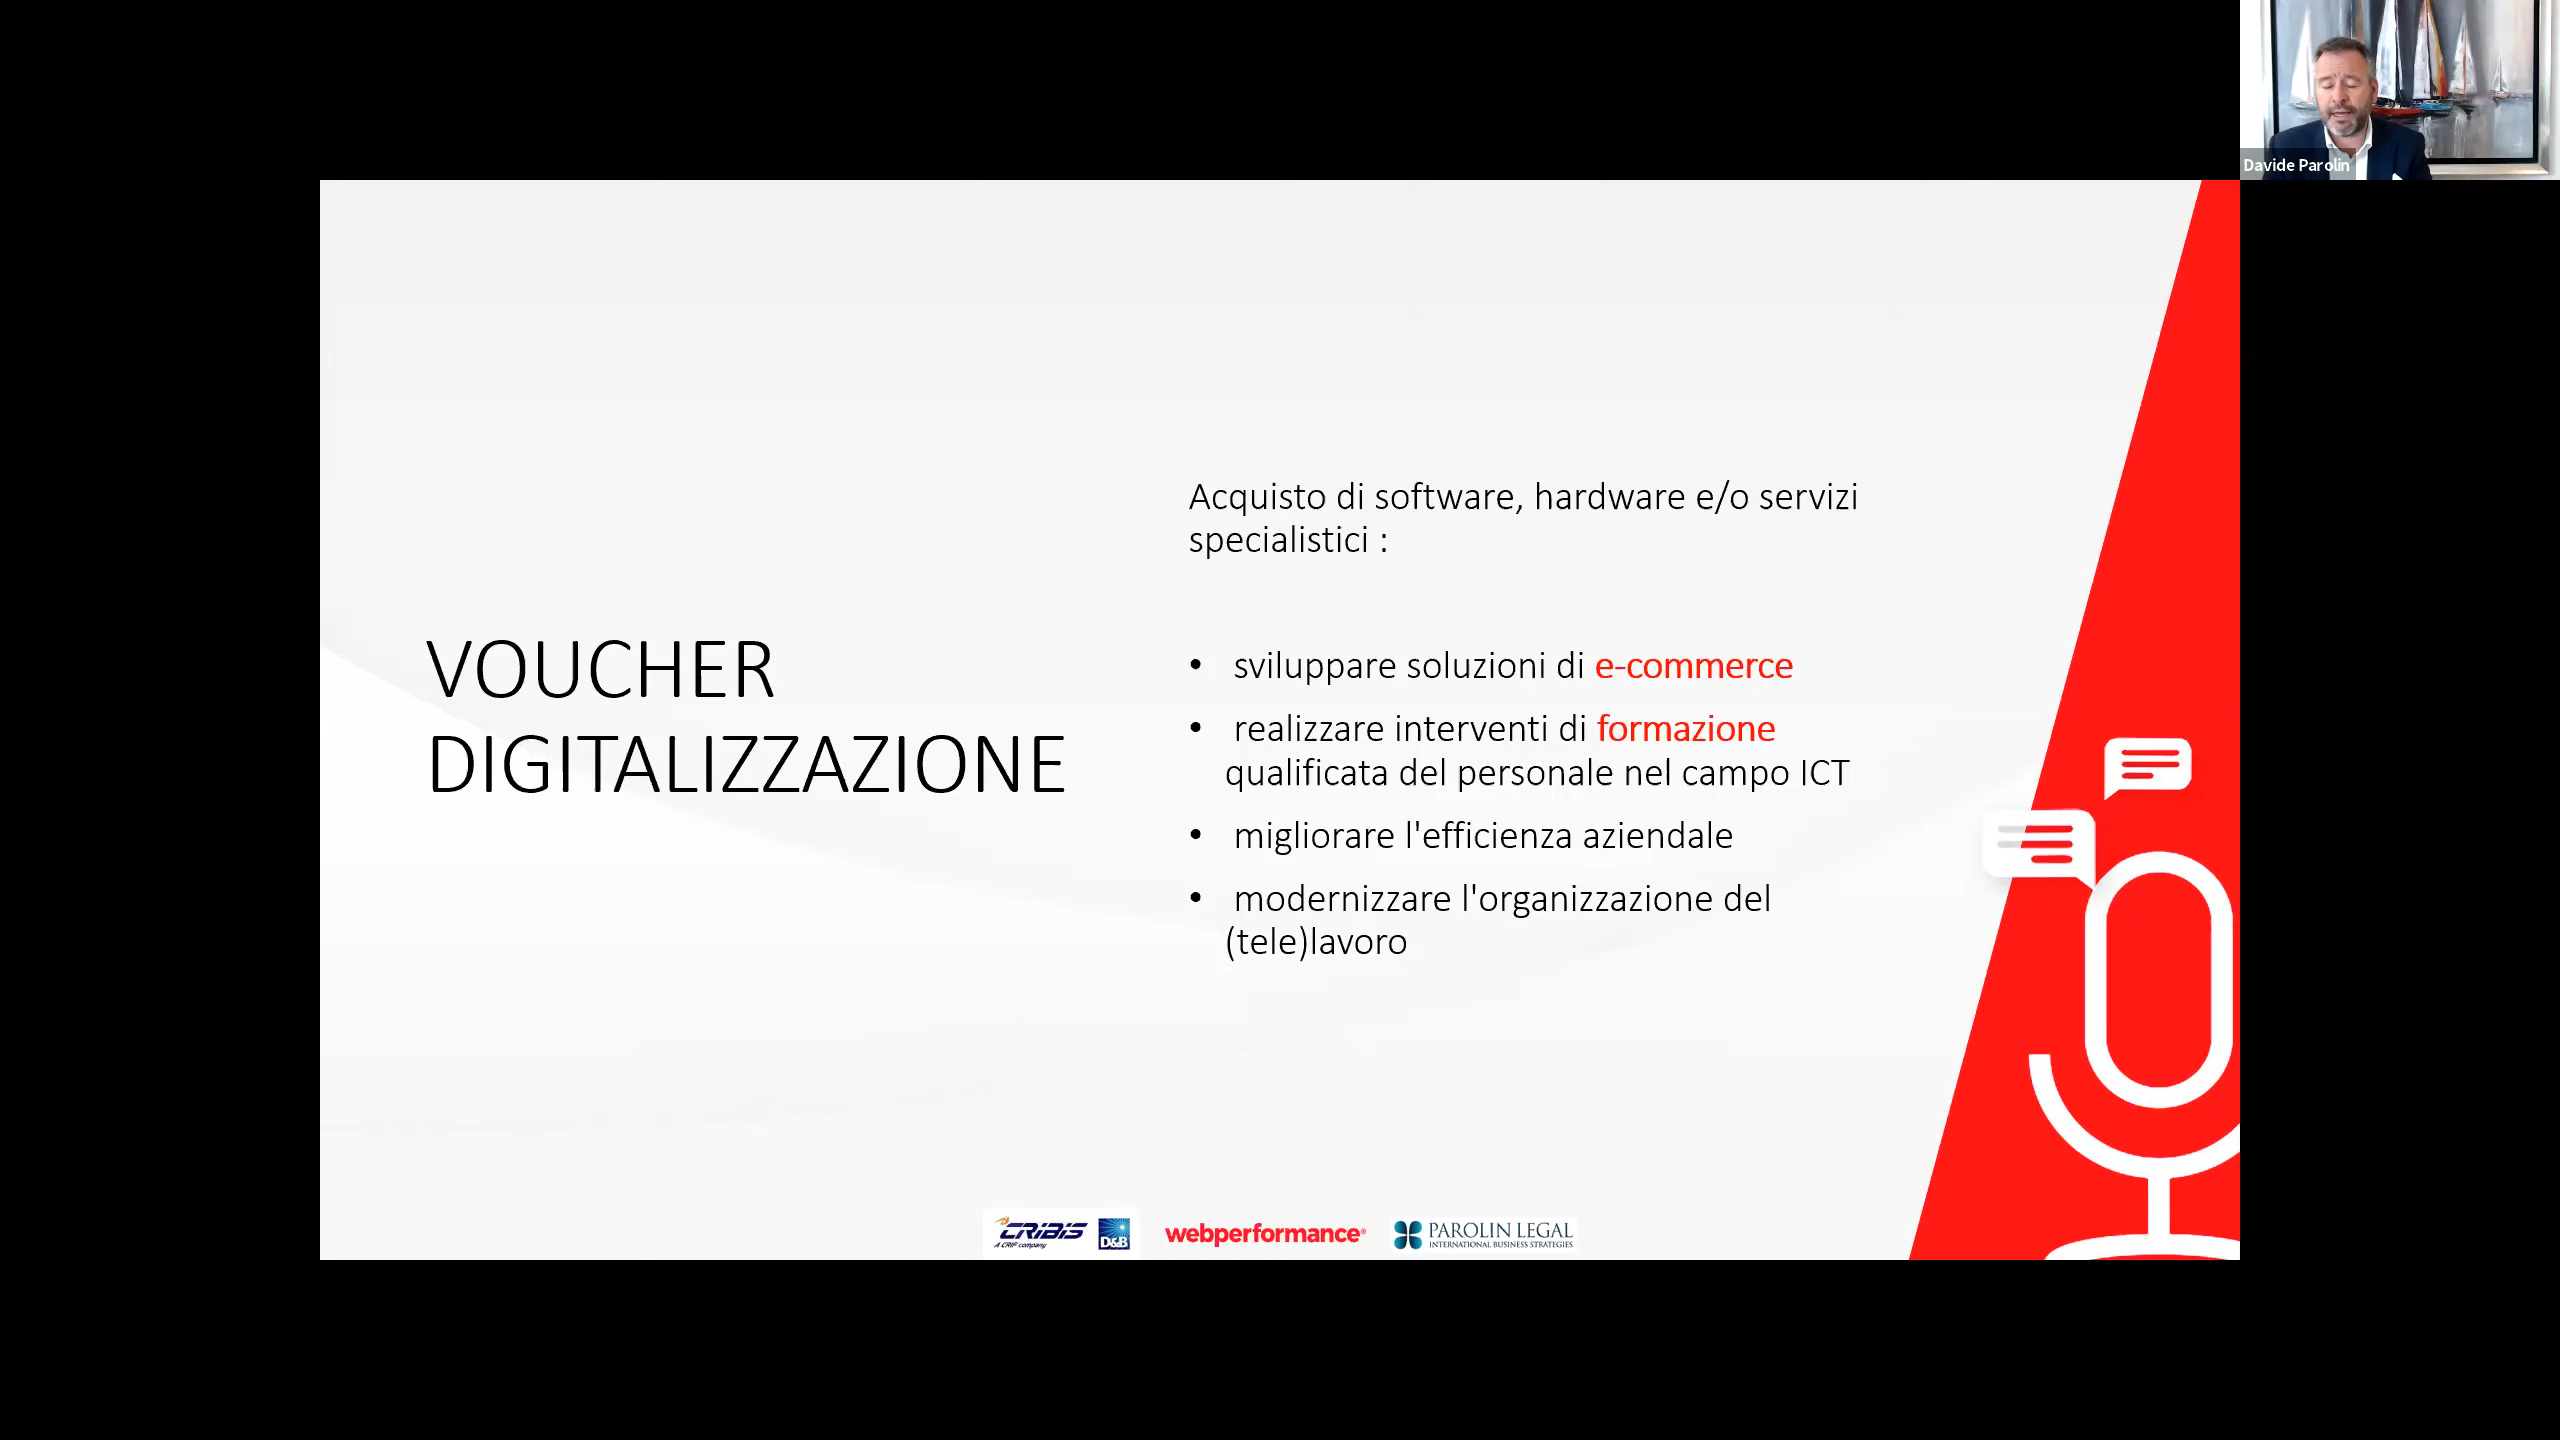 Davide Parolin
VOUCHER
DIGITALIZZAZIONE
Acquisto di software, hardware e/o servizi
specialistici :
• sviluppare soluzioni di e-commerce
• realizzare interventi di formazione
qualificata del personale nel campo ICT
• migliorare l'efficienza aziendale
• modernizzare l'organizzazione del
(tele)lavoro
CRIBIS
A CRIF company
D&B
webperformance®
PAROLIN LEGAL
INTERNATIONAL BUSINESS STRATEGIES